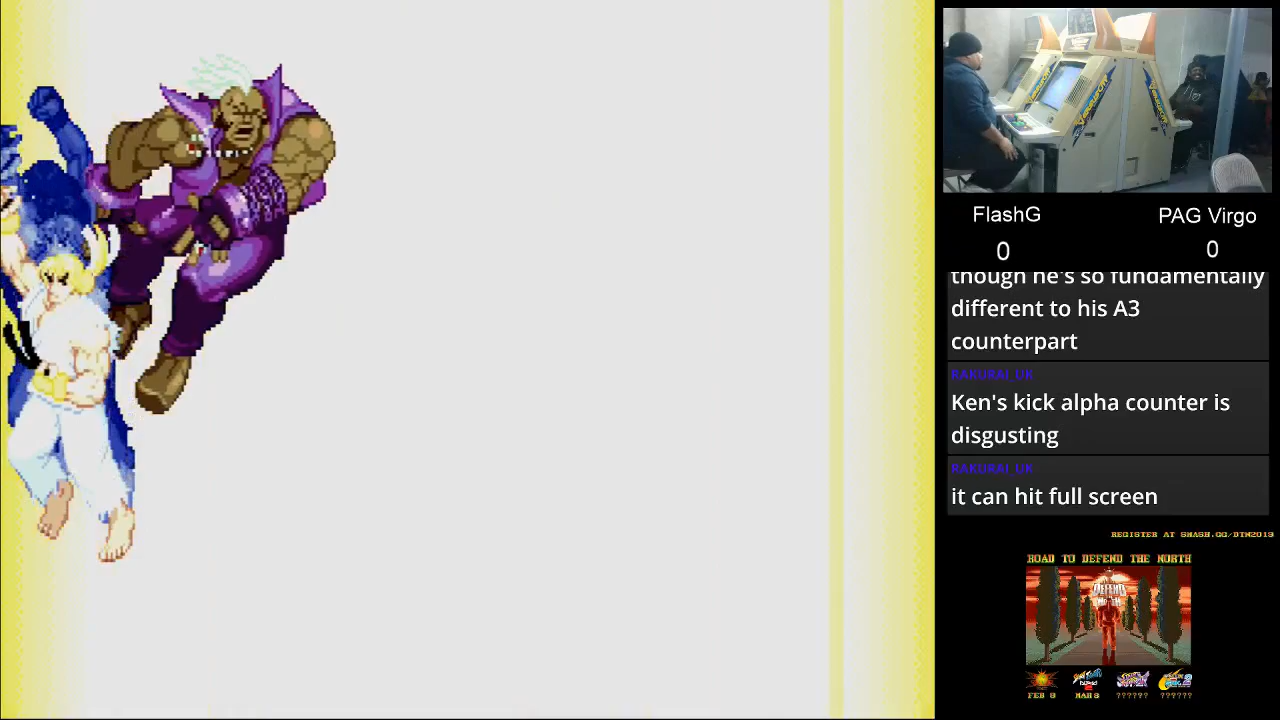 FlashG
PAG Virgo
0
0
though he's so fundamentally
different to his A3
counterpart
RAKURAI_UK
Ken's kick alpha counter is
disgusting
RAKURAI_UK
it can hit full screen
REGISTER AT SMASH.GG/DTN2019
ROAD TO DEFEND THE NORTH
FEB 9
MAR 9
??????
??????